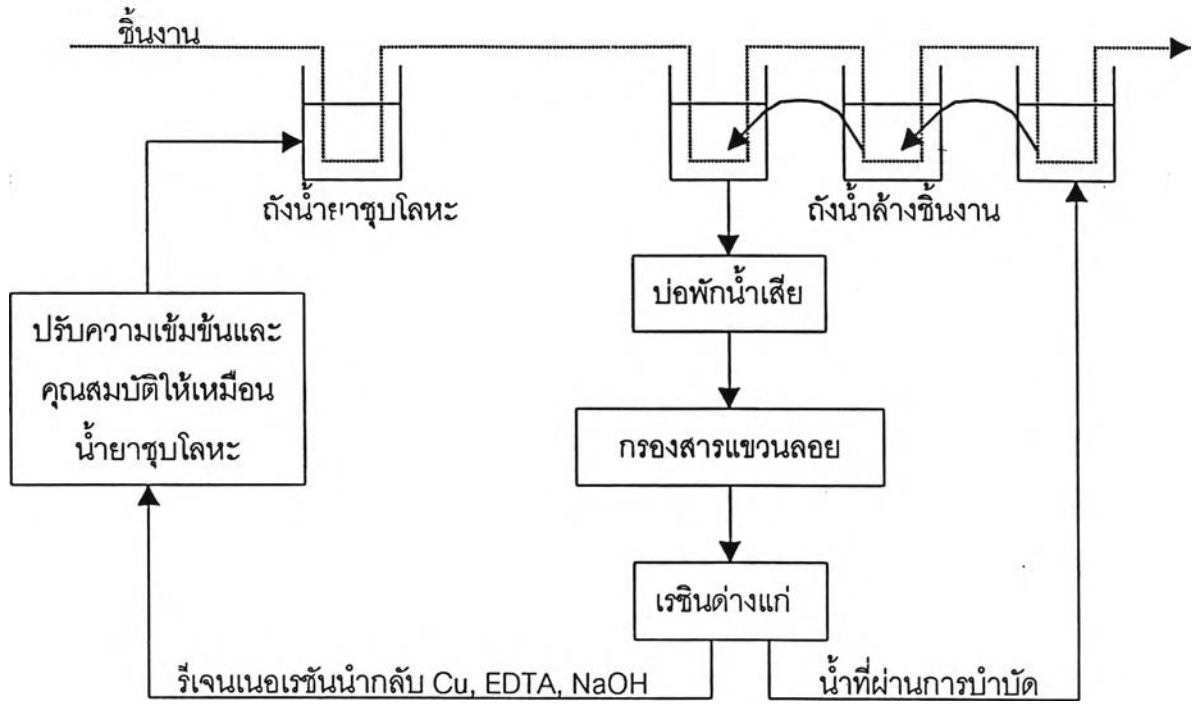 ชิ้นงาน
ถังน้ำยาชุบโลหะ
ถังน้ำล้างชิ้นงาน
บ่อพักน้ำเสีย
ปรับความเข้มข้นและ
คุณสมบัติให้เหมือน
น้ำยาชุบโลหะ
กรองสารแขวนลอย
เรซินด่างแก่
รีเจนเนอเรชันนำกลับ Cu, EDTA, NaOH
น้ำที่ผ่านการบำบัด